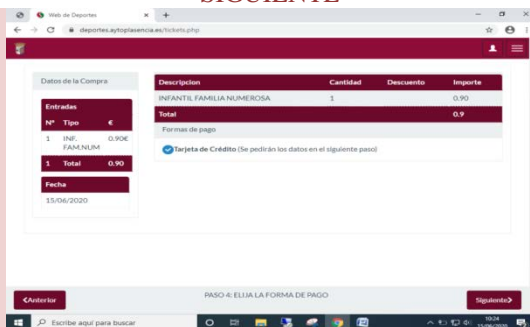 SIGUIENTE
Web de Deportes
deportes.aytoplasencia.es/tickets.php
Datos de la Compra
Entradas
Nº Tipo €
1 INF. FAM.NUM 0.90€
1 Total 0.90
Fecha
15/06/2020
Descripcion Cantidad Descuento Importe
INFANTIL FAMILIA NUMEROSA 1 0.90
Total 0.9
Formas de pago
Tarjeta de Crédito (Se pedirán los datos en el siguiente paso)
Anterior
PASO 4: ELIJA LA FORMA DE PAGO
Siguiente
Escribe aquí para buscar
10:24
15/06/2020